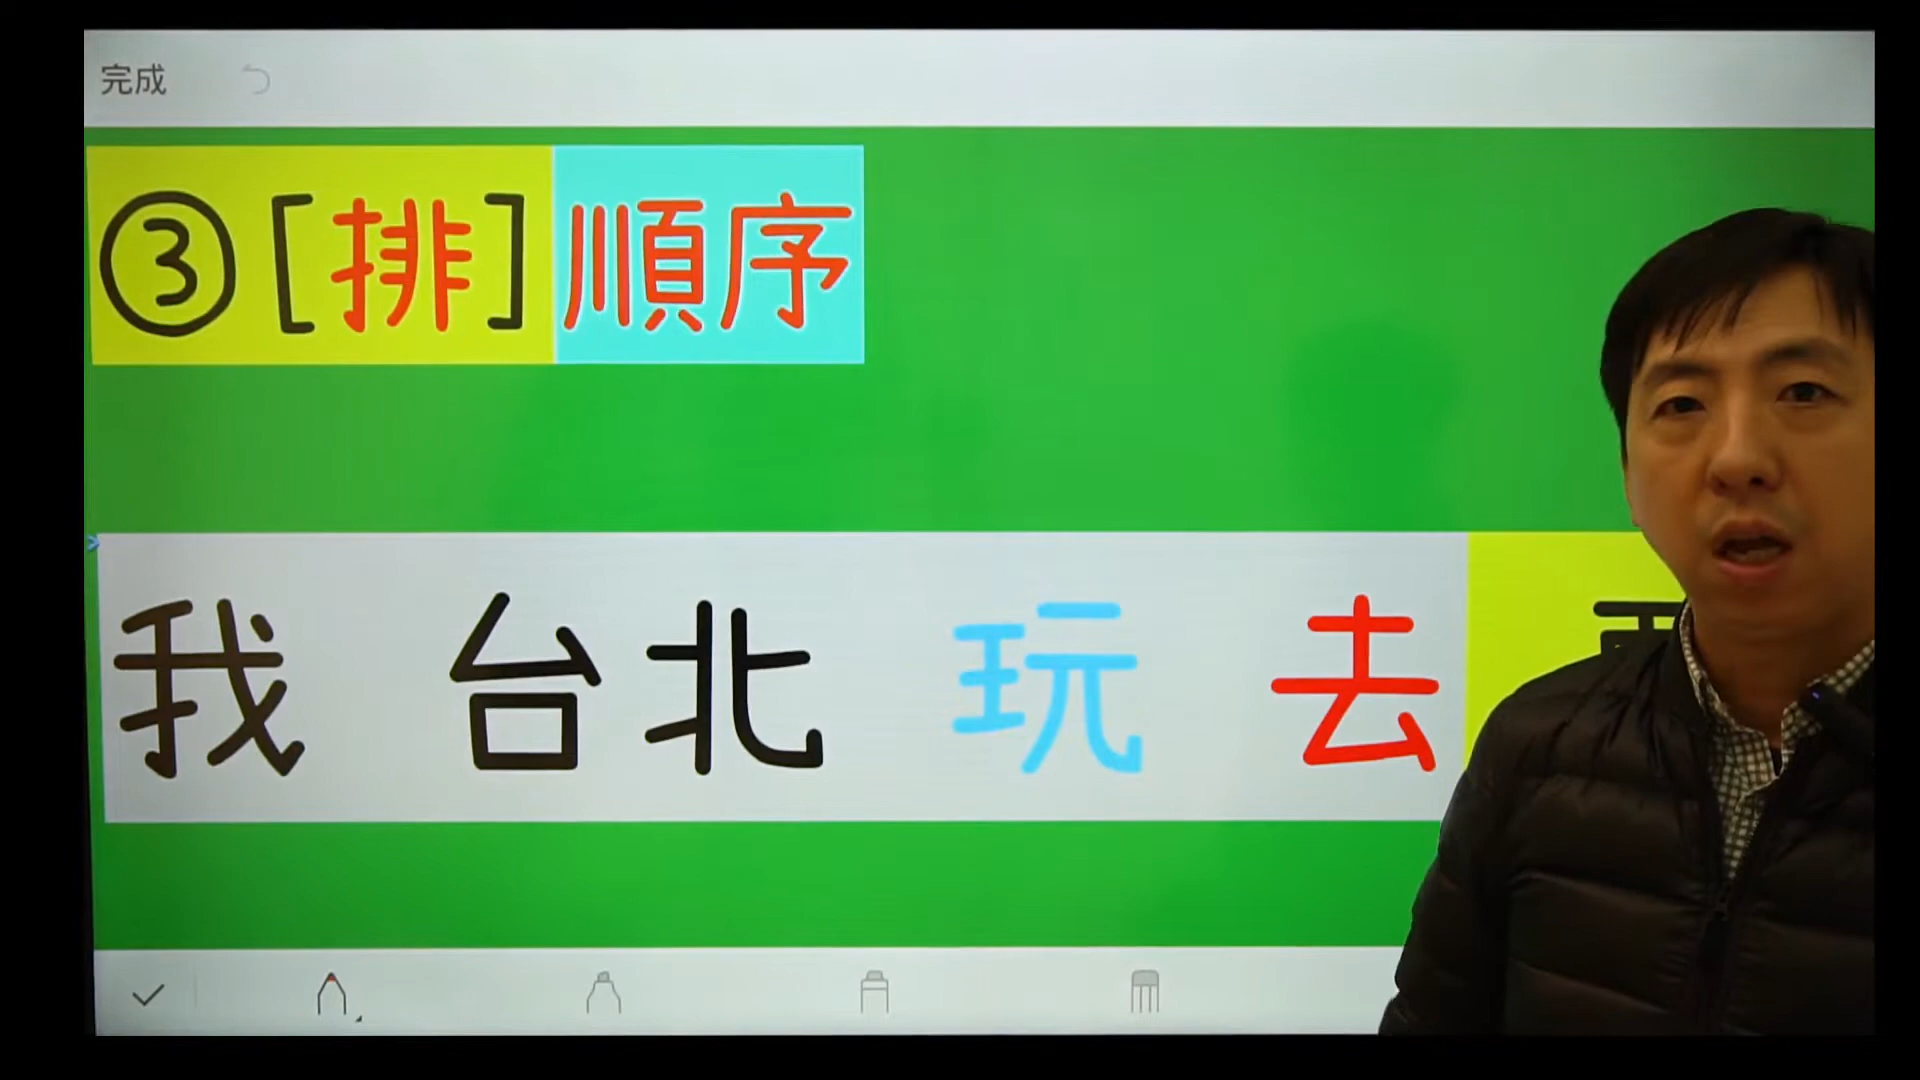 完成
③[排]順序
我 台北 玩 去